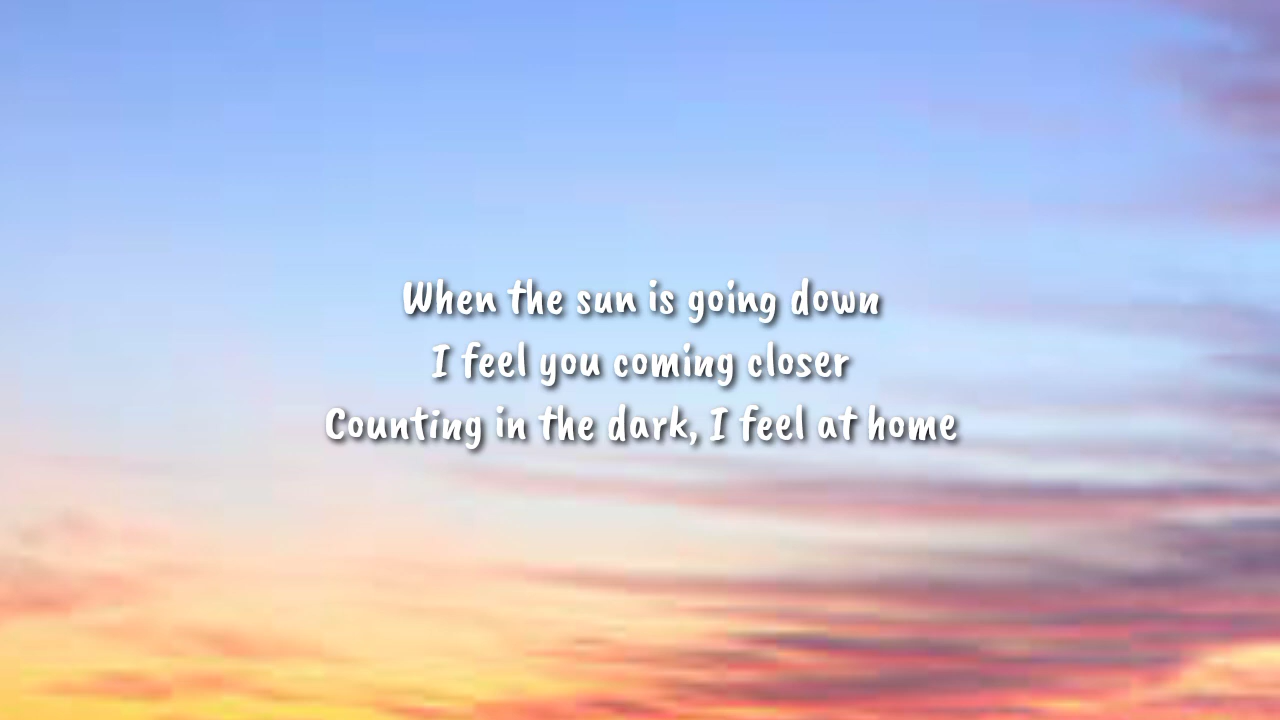 When the sun is going down
I feel you coming closer
Counting in the dark, I feel at home